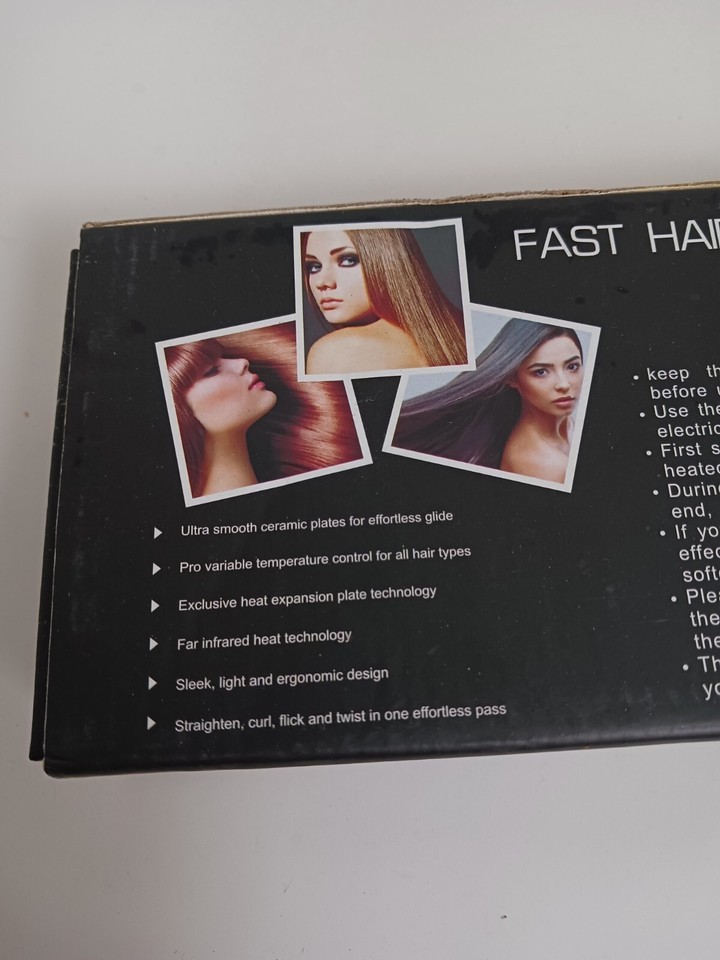 FAST HAI
Ultra smooth ceramic plates for effortless glide
Pro variable temperature control for all hair types
Exclusive heat expansion plate technology
Far infrared heat technology
Sleek, light and ergonomic design
Straighten, curl, flick and twist in one effortless pass
• keep th
before
• Use the
electric
• First s
heated
• During
end,
• If yo
effec
softe
• Plea
the
the
• Th
yo